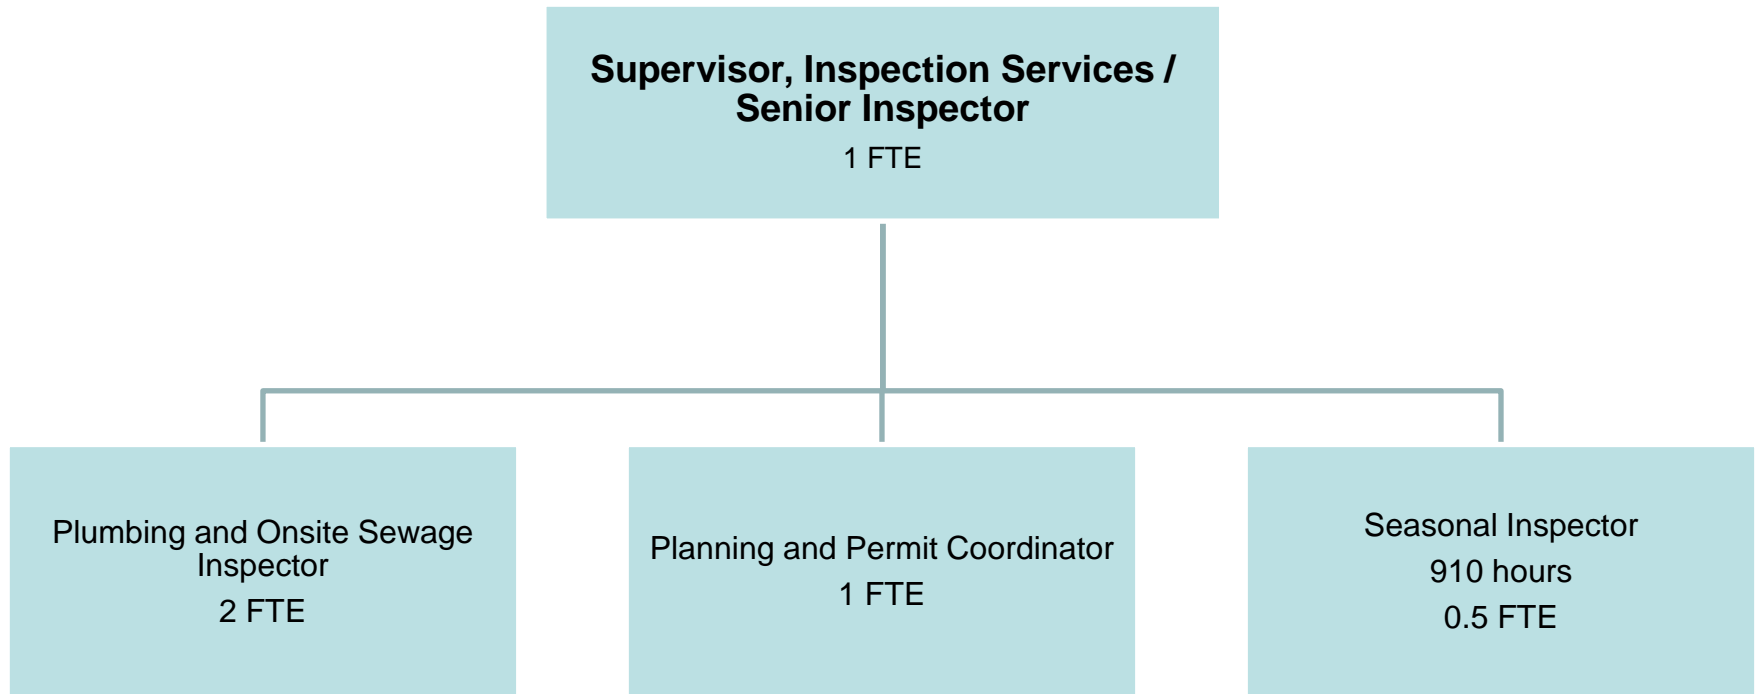 Supervisor, Inspection Services /
Senior Inspector
1 FTE
Plumbing and Onsite Sewage
Inspector
2 FTE
Planning and Permit Coordinator
1 FTE
Seasonal Inspector
910 hours
0.5 FTE